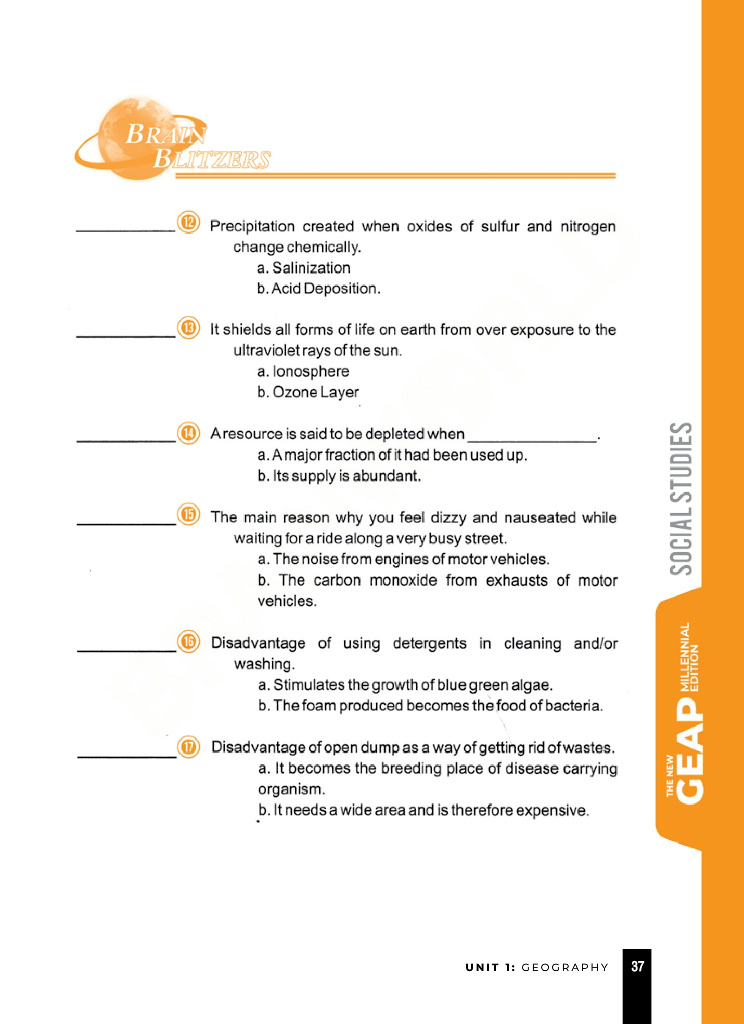 BRAIN
BLITZERS
____________ 12 Precipitation created when oxides of sulfur and nitrogen
change chemically.
a. Salinization
b. Acid Deposition.
____________ 13 It shields all forms of life on earth from over exposure to the
ultraviolet rays of the sun.
a. Ionosphere
b. Ozone Layer
____________ 14 A resource is said to be depleted when ________________.
a. A major fraction of it had been used up.
b. Its supply is abundant.
____________ 15 The main reason why you feel dizzy and nauseated while
waiting for a ride along a very busy street.
a. The noise from engines of motor vehicles.
b. The carbon monoxide from exhausts of motor
vehicles.
____________ 16 Disadvantage of using detergents in cleaning and/or
washing.
a. Stimulates the growth of blue green algae.
b. The foam produced becomes the food of bacteria.
____________ 17 Disadvantage of open dump as a way of getting rid of wastes.
a. It becomes the breeding place of disease carrying
organism.
b. It needs a wide area and is therefore expensive.
SOCIAL STUDIES
THE NEW
GEAP
MILLENNIAL
EDITION
UNIT 1: GEOGRAPHY 37